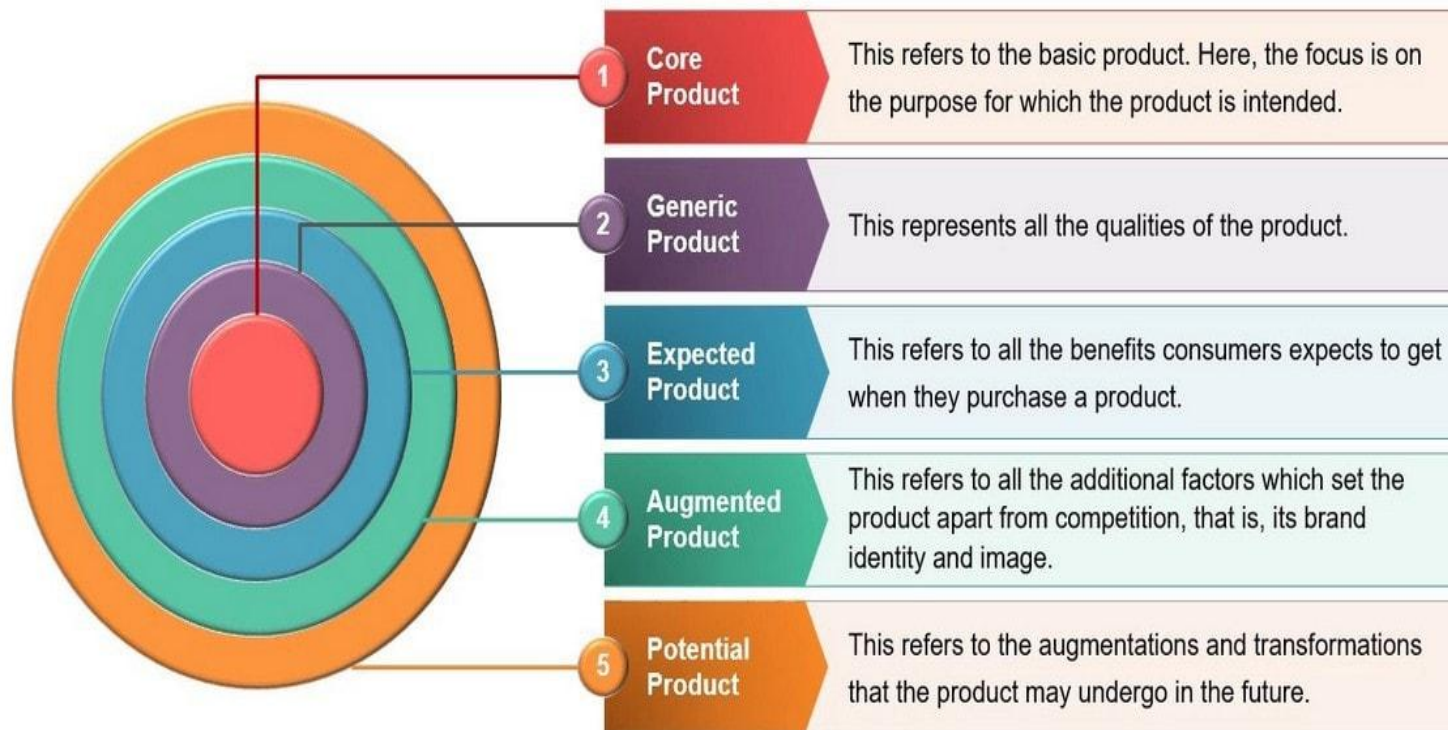 1
Core
Product
This refers to the basic product. Here, the focus is on
the purpose for which the product is intended.
2
Generic
Product
This represents all the qualities of the product.
3
Expected
Product
This refers to all the benefits consumers expects to get
when they purchase a product.
4
Augmented
Product
This refers to all the additional factors which set the
product apart from competition, that is, its brand
identity and image.
5
Potential
Product
This refers to the augmentations and transformations
that the product may undergo in the future.